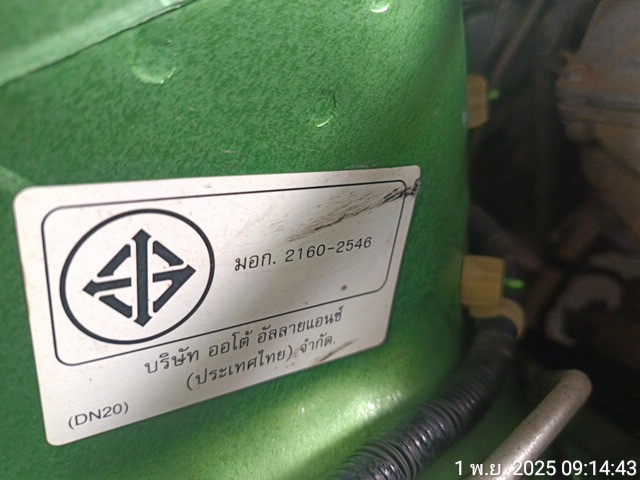 มอก. 2160-2546
บริษัท ออโต้ อัลลายแอนซ์
(ประเทศไทย) จำกัด.
(DN20)
1 พ.ย. 2025 09:14:43